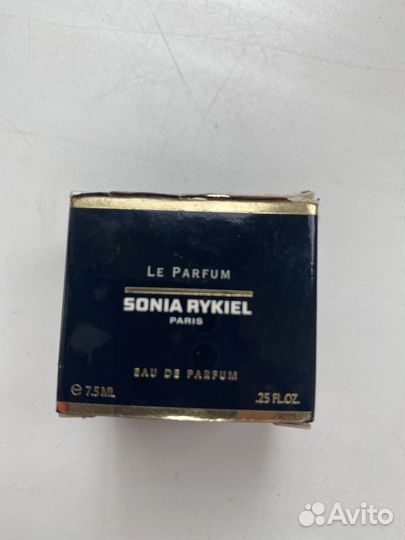 LE PARFUM
SONIA RYKIEL
PARIS
EAU DE PARFUM
℮ 7.5 ML
.25 FL.OZ.
Avito